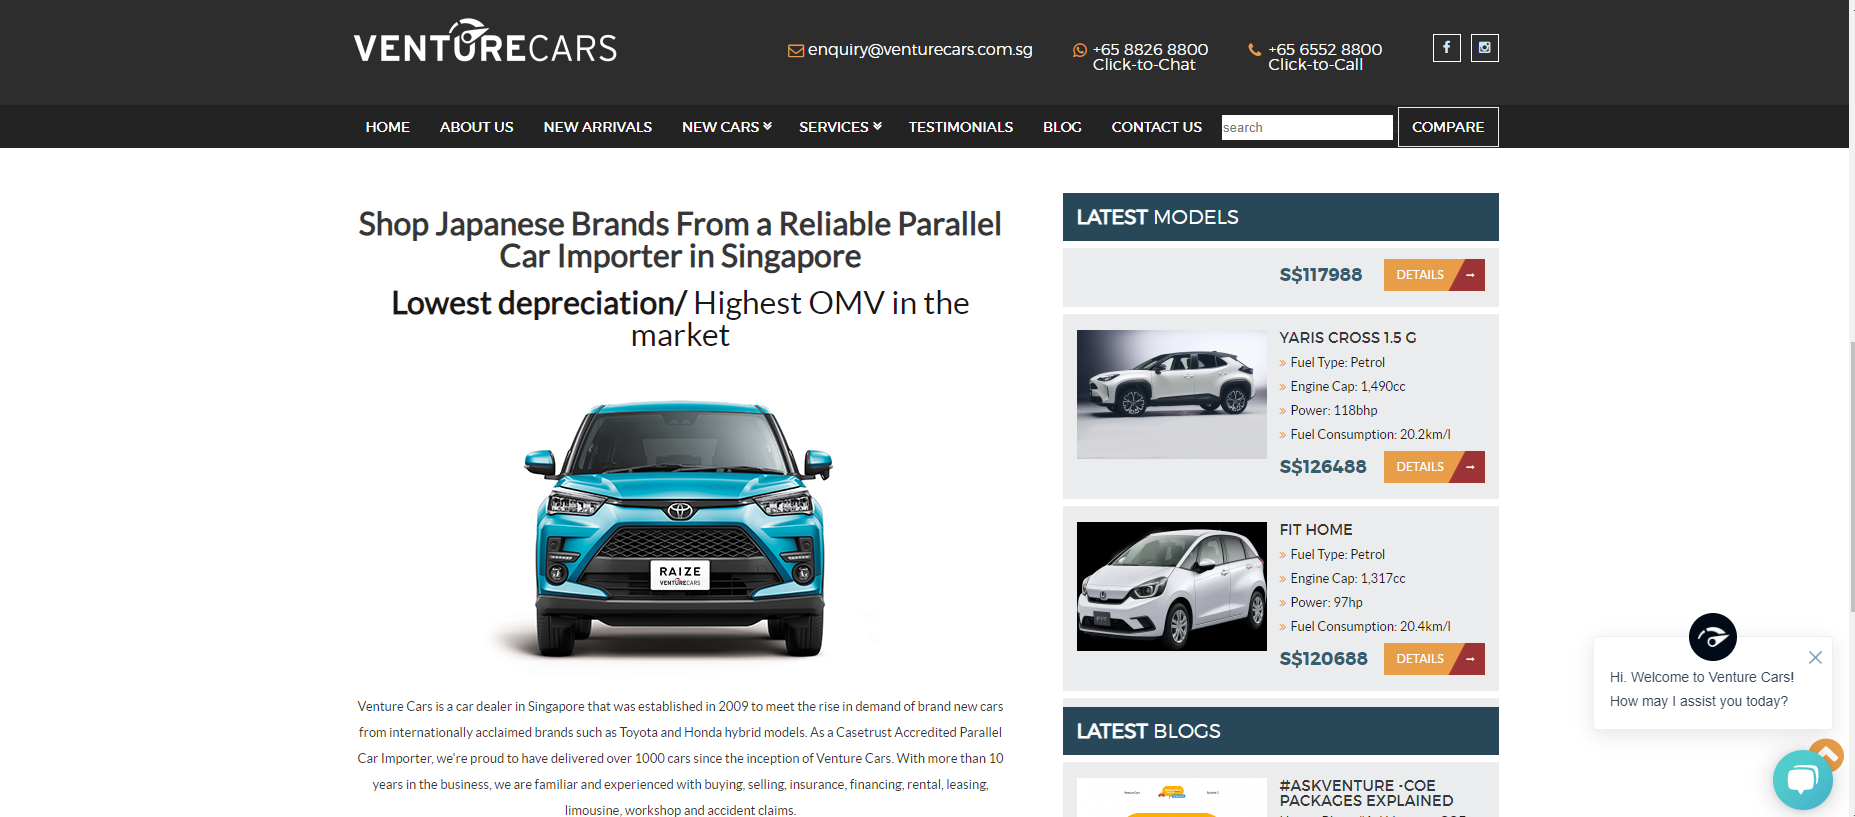 VENTURECARS
enquiry@venturecars.com.sg
+65 8826 8800
Click-to-Chat
+65 6552 8800
Click-to-Call
HOME
ABOUT US
NEW ARRIVALS
NEW CARS
SERVICES
TESTIMONIALS
BLOG
CONTACT US
search
COMPARE
Shop Japanese Brands From a Reliable Parallel
Car Importer in Singapore
Lowest depreciation/ Highest OMV in the
market
RAIZE
VENTURECARS
Venture Cars is a car dealer in Singapore that was established in 2009 to meet the rise in demand of brand new cars
from internationally acclaimed brands such as Toyota and Honda hybrid models. As a Casetrust Accredited Parallel
Car Importer, we're proud to have delivered over 1000 cars since the inception of Venture Cars. With more than 10
years in the business, we are familiar and experienced with buying, selling, insurance, financing, rental, leasing,
limousine, workshop and accident claims.
LATEST MODELS
S$117988
DETAILS
YARIS CROSS 1.5 G
» Fuel Type: Petrol
» Engine Cap: 1,490cc
» Power: 118bhp
» Fuel Consumption: 20.2km/l
S$126488
DETAILS
FIT HOME
» Fuel Type: Petrol
» Engine Cap: 1,317cc
» Power: 97hp
» Fuel Consumption: 20.4km/l
S$120688
DETAILS
LATEST BLOGS
#ASKVENTURE -COE
PACKAGES EXPLAINED
Hi. Welcome to Venture Cars!
How may I assist you today?